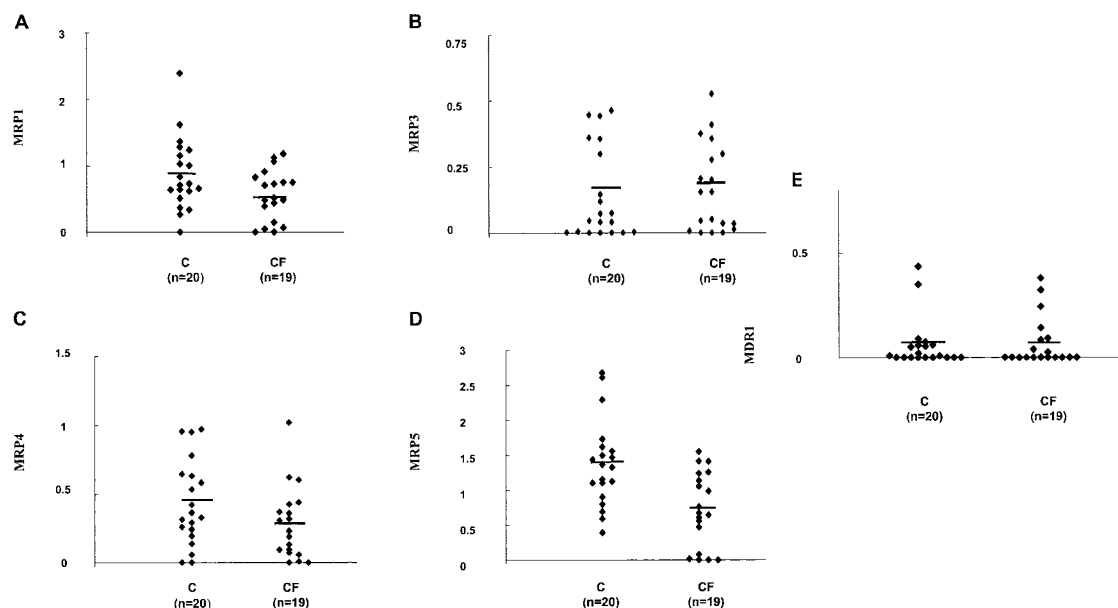 A
3
2
1
0
MRP1
C
(n=20)
CF
(n=19)
B
0.75
0.5
0.25
0
MRP3
C
(n=20)
CF
(n=19)
C
1.5
1
0.5
0
MRP4
C
(n=20)
CF
(n=19)
D
3
2.5
2
1.5
1
0.5
0
MRP5
C
(n=20)
CF
(n=19)
E
0.5
0
MDR1
C
(n=20)
CF
(n=19)